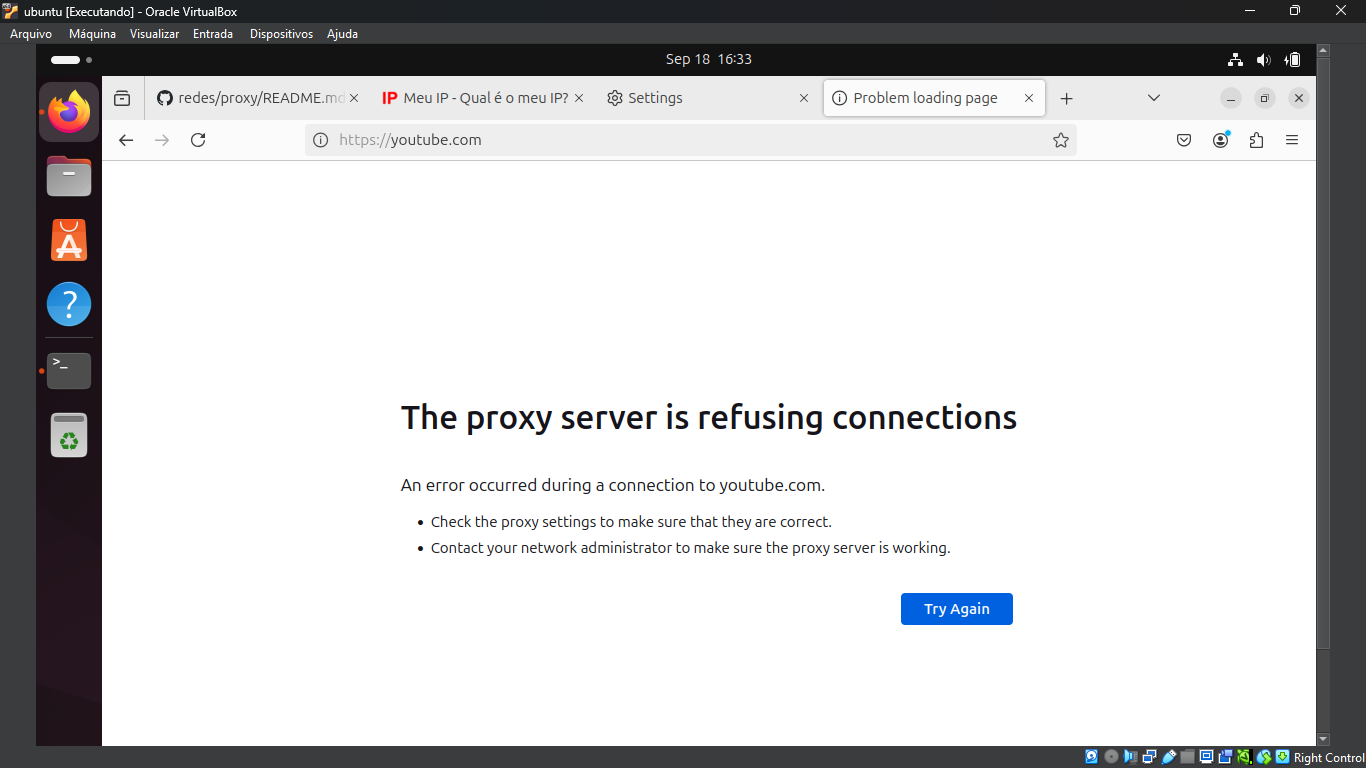 ubuntu [Executando] - Oracle VirtualBox
Arquivo Máquina Visualizar Entrada Dispositivos Ajuda
Sep 18 16:33
redes/proxy/README.md
IP Meu IP - Qual é o meu IP?
Settings
Problem loading page
https://youtube.com
The proxy server is refusing connections
An error occurred during a connection to youtube.com.
• Check the proxy settings to make sure that they are correct.
• Contact your network administrator to make sure the proxy server is working.
Try Again
Right Control